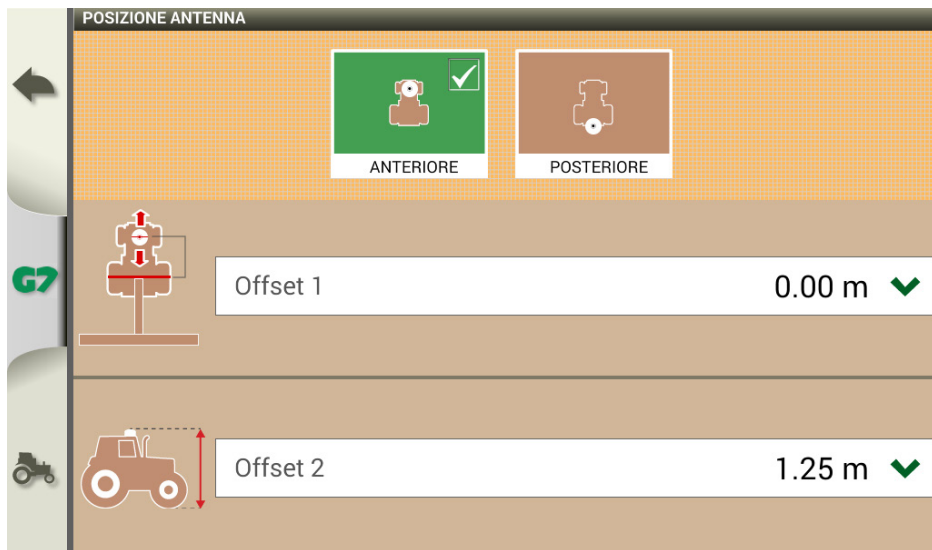 POSIZIONE ANTENNA
ANTERIORE
POSTERIORE
G7
Offset 1
0.00 m
Offset 2
1.25 m